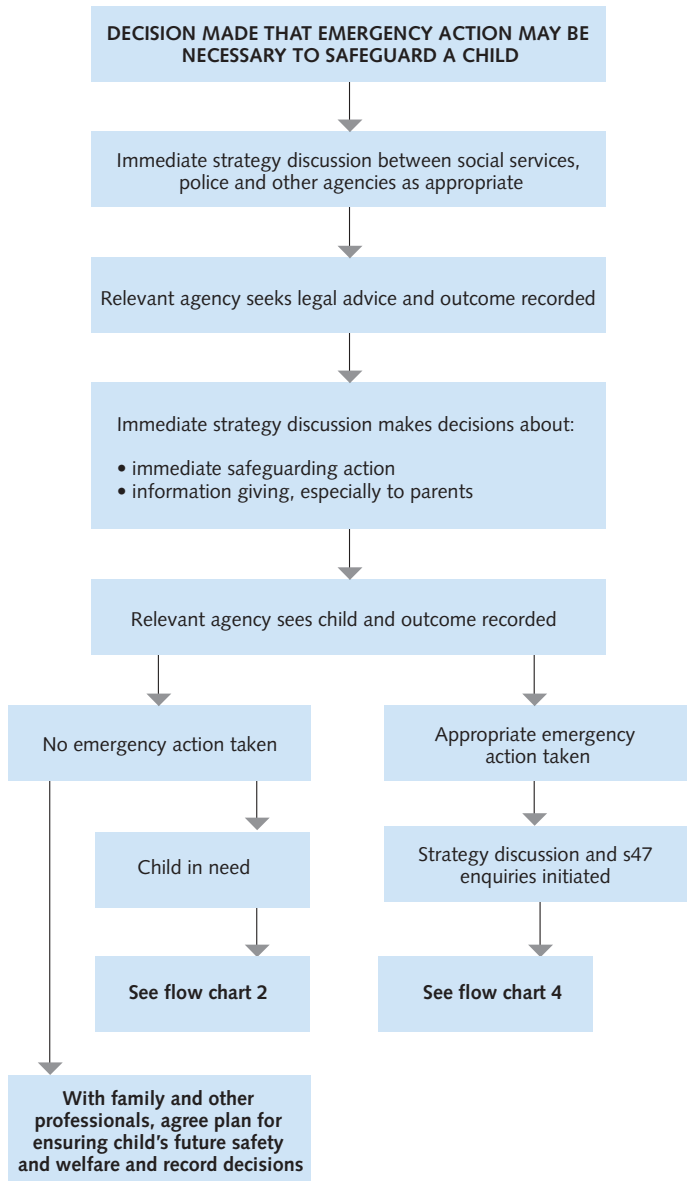 DECISION MADE THAT EMERGENCY ACTION MAY BE
NECESSARY TO SAFEGUARD A CHILD
Immediate strategy discussion between social services,
police and other agencies as appropriate
Relevant agency seeks legal advice and outcome recorded
Immediate strategy discussion makes decisions about:
• immediate safeguarding action
• information giving, especially to parents
Relevant agency sees child and outcome recorded
No emergency action taken
Appropriate emergency
action taken
Child in need
Strategy discussion and s47
enquiries initiated
See flow chart 2
See flow chart 4
With family and other
professionals, agree plan for
ensuring child's future safety
and welfare and record decisions